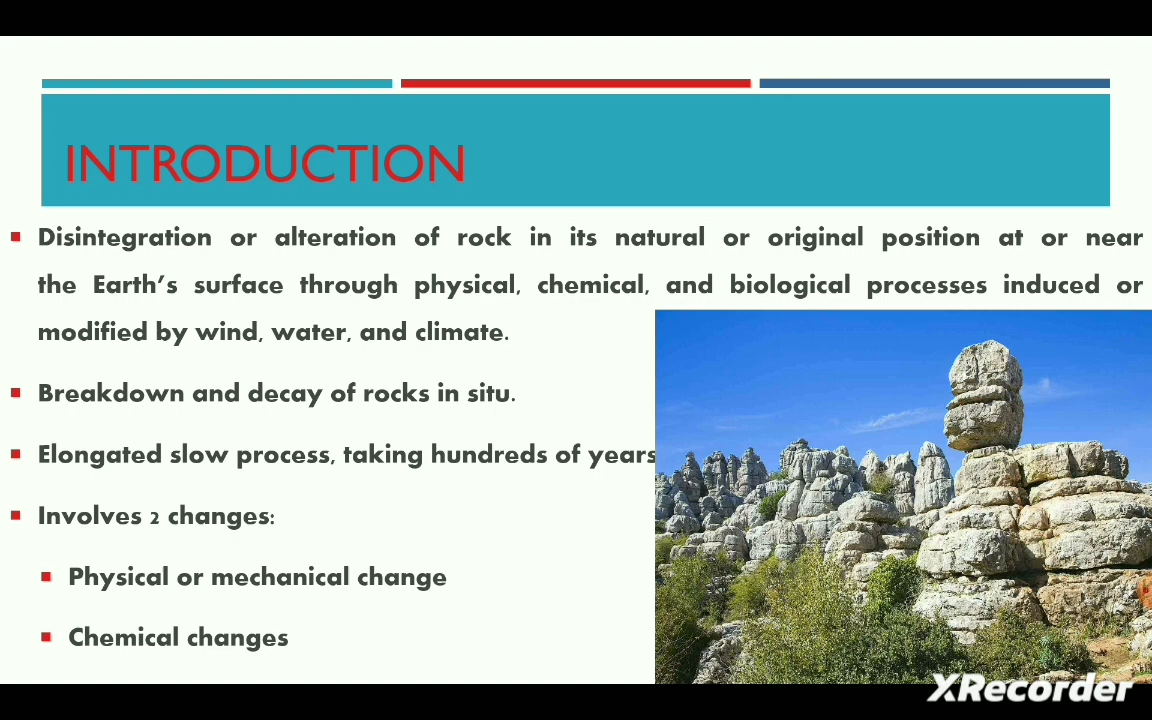 INTRODUCTION
Disintegration or alteration of rock in its natural or original position at or near
the Earth's surface through physical, chemical, and biological processes induced or
modified by wind, water, and climate.
Breakdown and decay of rocks in situ.
Elongated slow process, taking hundreds of years
Involves 2 changes:
Physical or mechanical change
Chemical changes
XRecorder